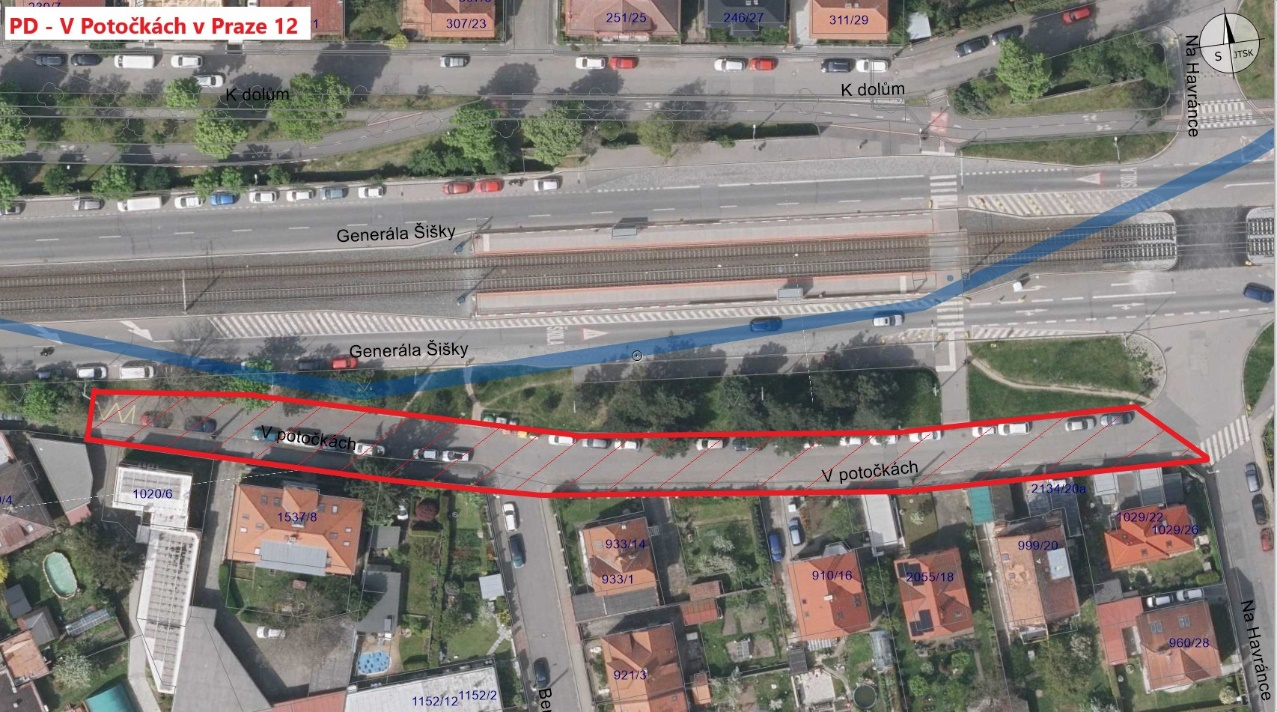 PD - V Potočkách v Praze 12
307/23
251/25
246/27
311/29
S JTSK
Na Havránce
K dolům
K dolům
Generála Šišky
Generála Šišky
V potočkách
V potočkách
1020/6
1537/8
933/14
933/1
910/16
2055/18
2134/20a
999/20
1029/22
1029/26
921/3
960/28
Na Havránce
1152/12
1152/2